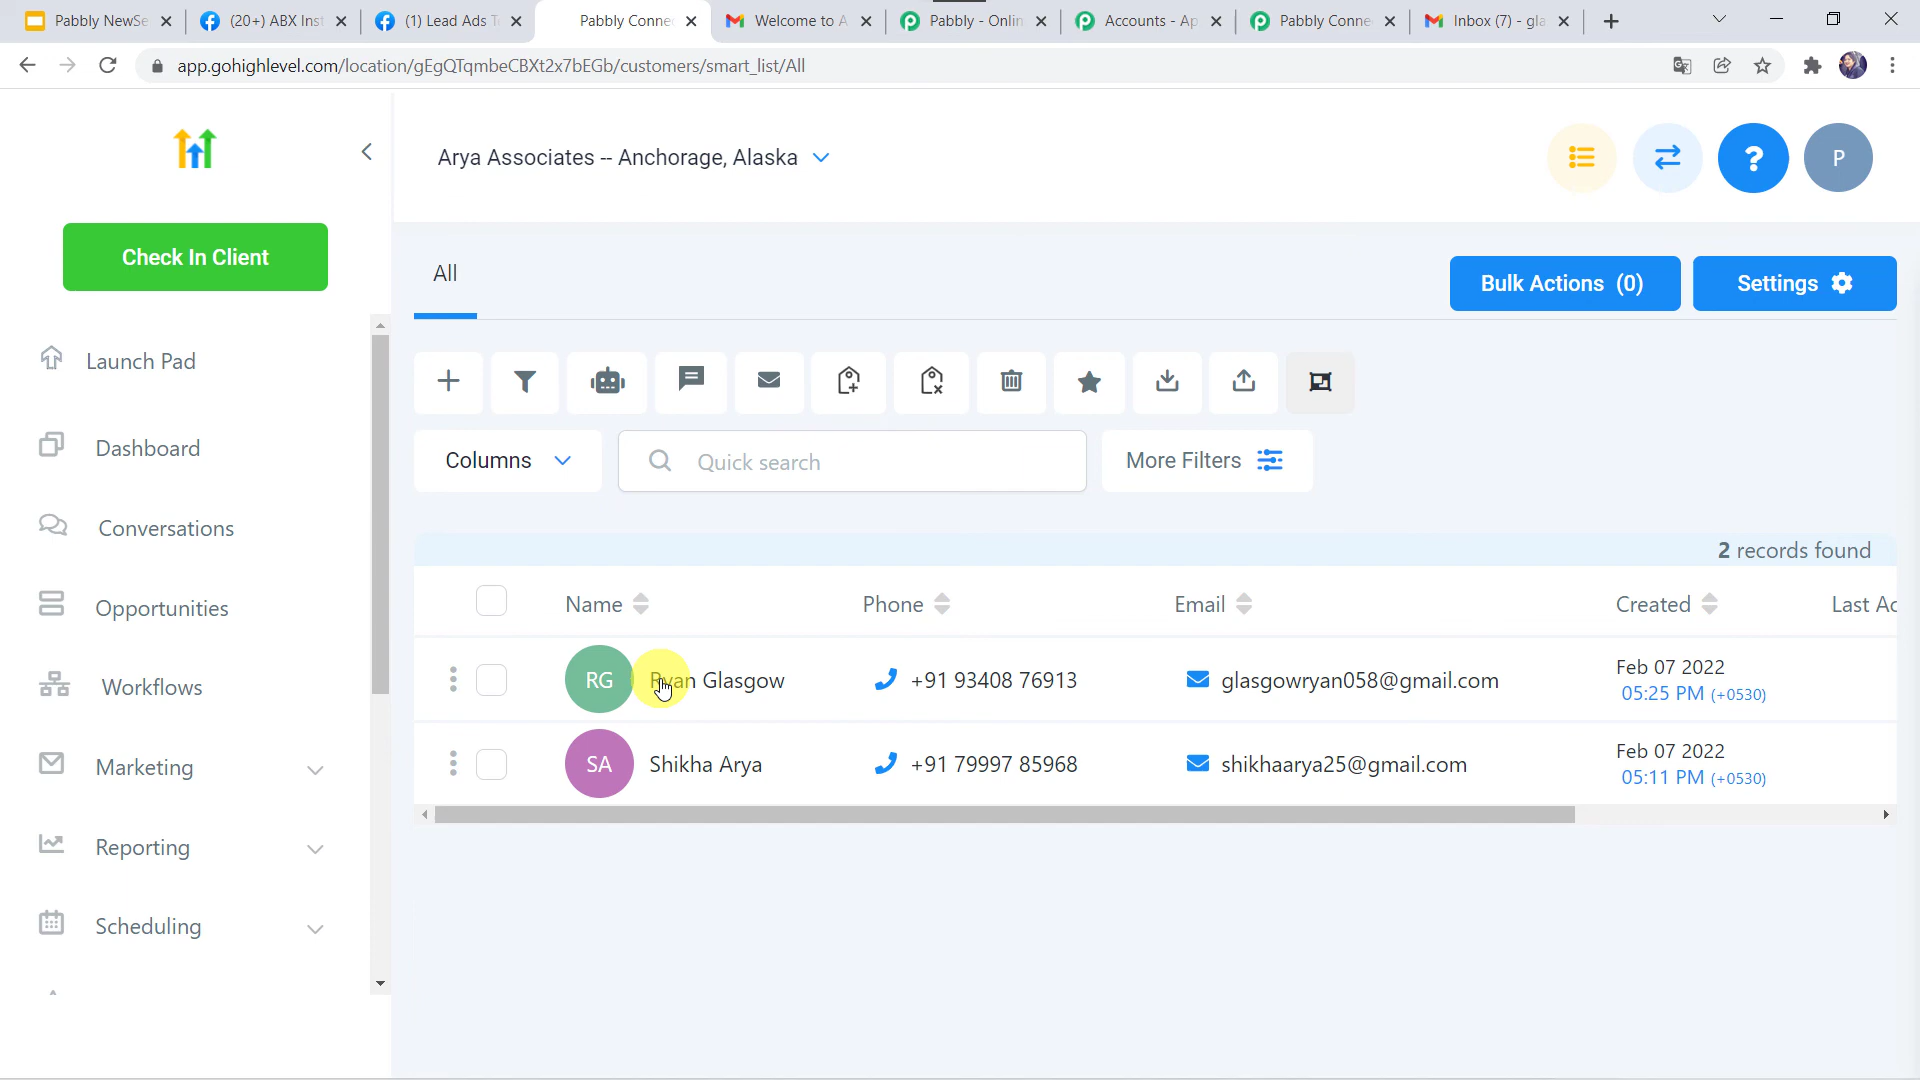 Pabbly NewSe
(20+) ABX Inst
(1) Lead Ads T
Pabbly Conne
Welcome to A
Pabbly - Onlin
Accounts - Ap
Pabbly Conne
Inbox (7) - gla
app.gohighlevel.com/location/gEgQTqmbeCBXt2x7bEGb/customers/smart_list/All
Arya Associates -- Anchorage, Alaska
?
P
Check In Client
All
Bulk Actions (0)
Settings
Launch Pad
Dashboard
Conversations
Opportunities
Workflows
Marketing
Reporting
Scheduling
Columns
Quick search
More Filters
2 records found
Name Phone Email Created Last Ac
RG Ryan Glasgow +91 93408 76913 glasgowryan058@gmail.com Feb 07 2022
05:25 PM (+0530)
SA Shikha Arya +91 79997 85968 shikhaarya25@gmail.com Feb 07 2022
05:11 PM (+0530)